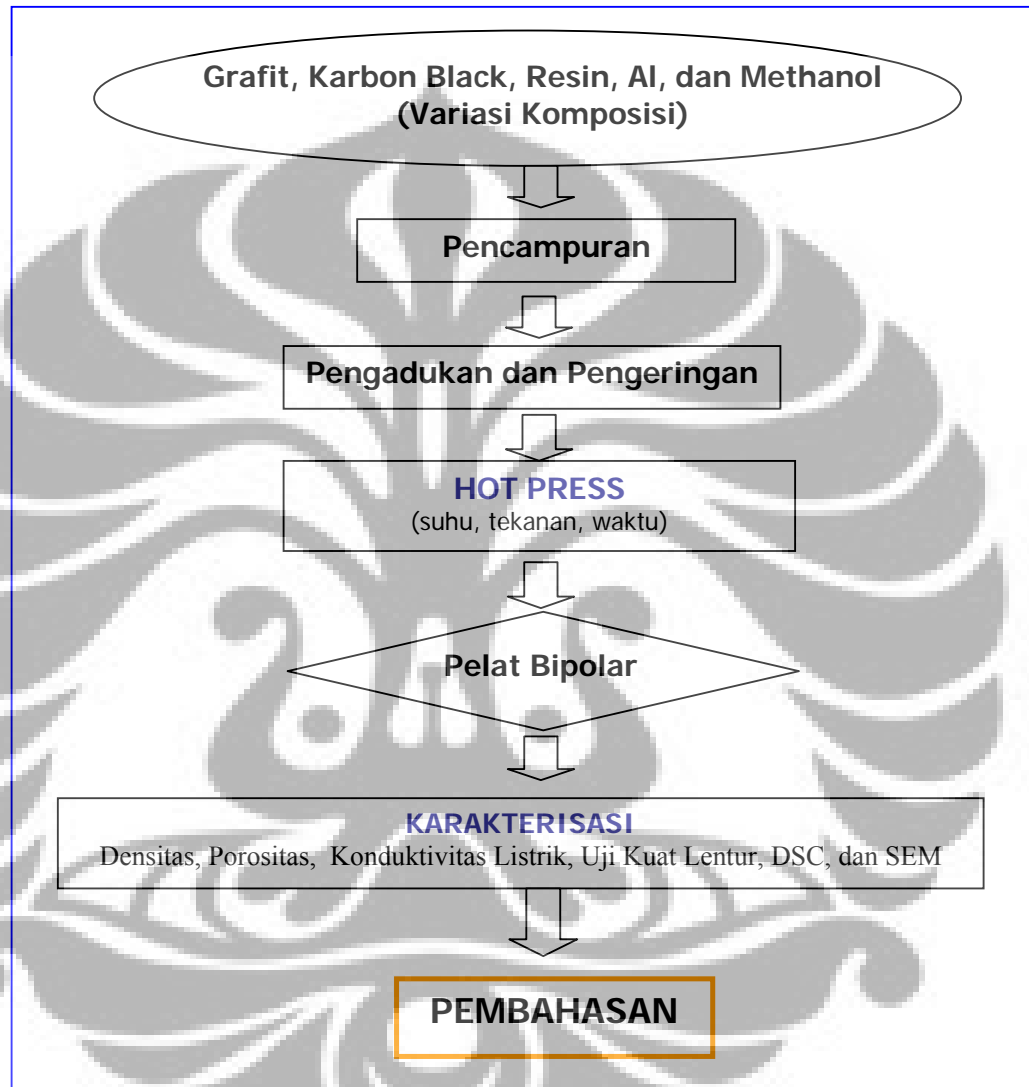 Grafit, Karbon Black, Resin, Al, dan Methanol
(Variasi Komposisi)
Pencampuran
Pengadukan dan Pengeringan
HOT PRESS
(suhu, tekanan, waktu)
Pelat Bipolar
KARAKTERISASI
Densitas, Porositas, Konduktivitas Listrik, Uji Kuat Lentur, DSC, dan SEM
PEMBAHASAN